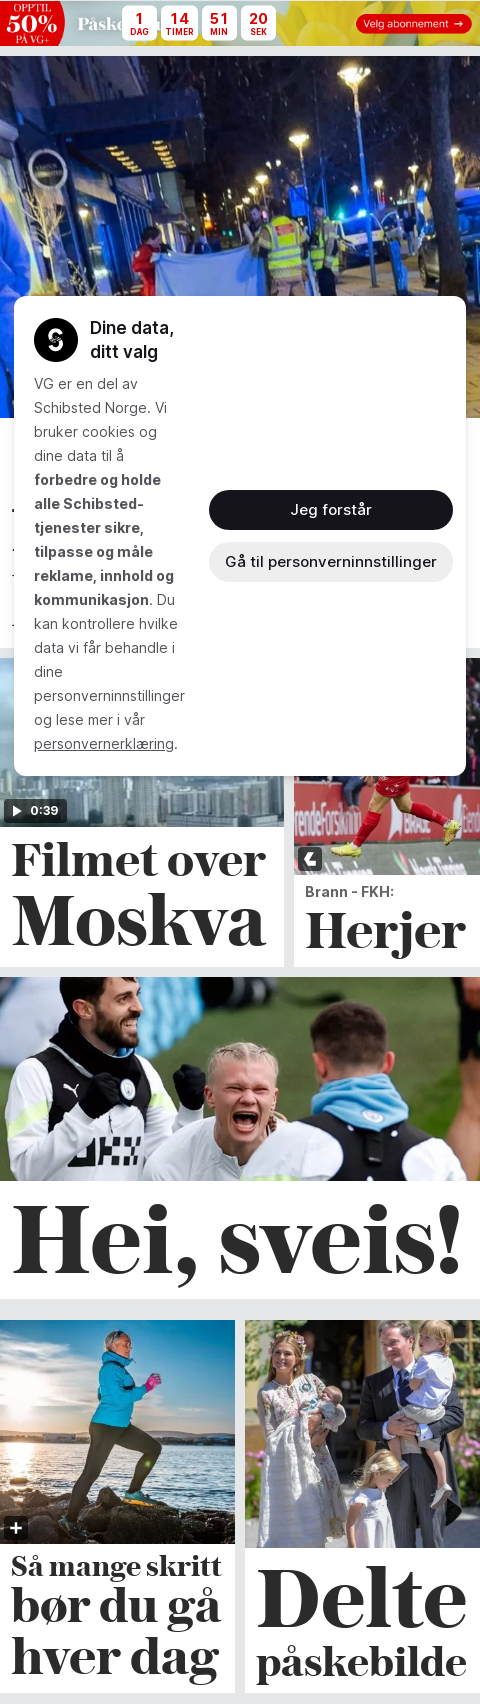 OPPTIL
50%
PÅ VG+
1
DAG
14
TIMER
51
MIN
20
SEK
Velg abonnement →
Dine data,
ditt valg
VG er en del av
Schibsted Norge. Vi
bruker cookies og
dine data til å
forbedre og holde
alle Schibsted-
tjenester sikre,
tilpasse og måle
reklame, innhold og
kommunikasjon. Du
kan kontrollere hvilke
data vi får behandle i
dine
personverninnstillinger
og lese mer i vår
personvernerklæring.
Jeg forstår
Gå til personverninnstillinger
0:39
Filmet over
Moskva
Brann - FKH:
Herjer
Hei, sveis!
Så mange skritt
bør du gå
hver dag
Delte
påskebilde